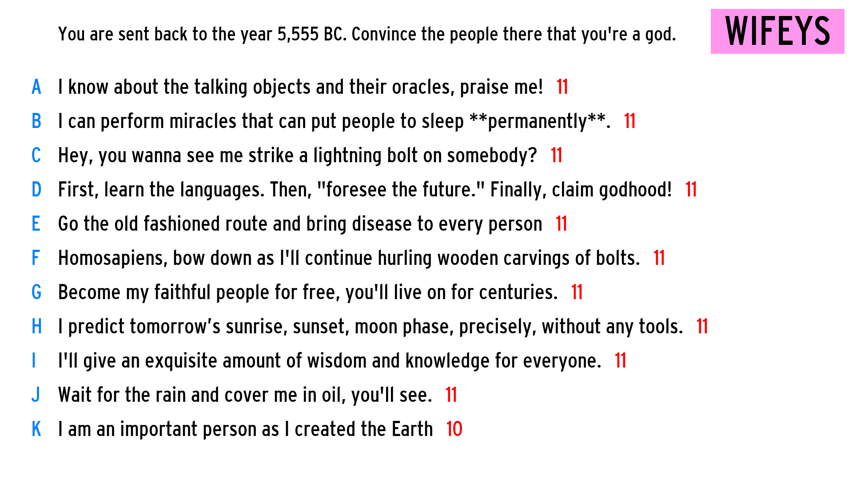 You are sent back to the year 5,555 BC. Convince the people there that you're a god.
WIFEYS
A I know about the talking objects and their oracles, praise me! 11
B I can perform miracles that can put people to sleep **permanently**. 11
C Hey, you wanna see me strike a lightning bolt on somebody? 11
D First, learn the languages. Then, "foresee the future." Finally, claim godhood! 11
E Go the old fashioned route and bring disease to every person 11
F Homosapiens, bow down as I'll continue hurling wooden carvings of bolts. 11
G Become my faithful people for free, you'll live on for centuries. 11
H I predict tomorrow’s sunrise, sunset, moon phase, precisely, without any tools. 11
I I'll give an exquisite amount of wisdom and knowledge for everyone. 11
J Wait for the rain and cover me in oil, you'll see. 11
K I am an important person as I created the Earth 10